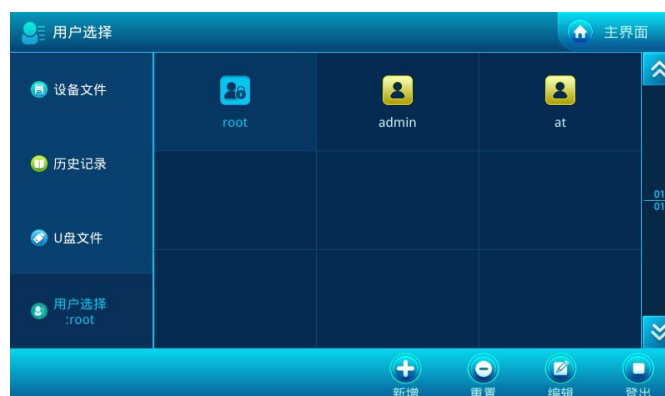 用户选择
主界面
设备文件
root
admin
at
历史记录
01
01
U盘文件
用户选择
:root
新增
重置
编辑
登出